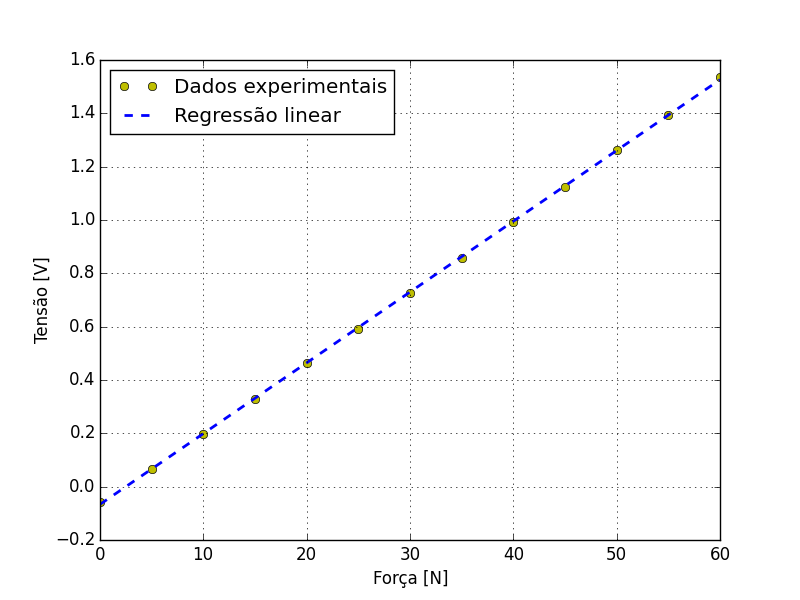 1.6
1.4
1.2
1.0
0.8
0.6
0.4
0.2
0.0
−0.2
Tensão [V]
Dados experimentais
Regressão linear
0 10 20 30 40 50 60
Força [N]